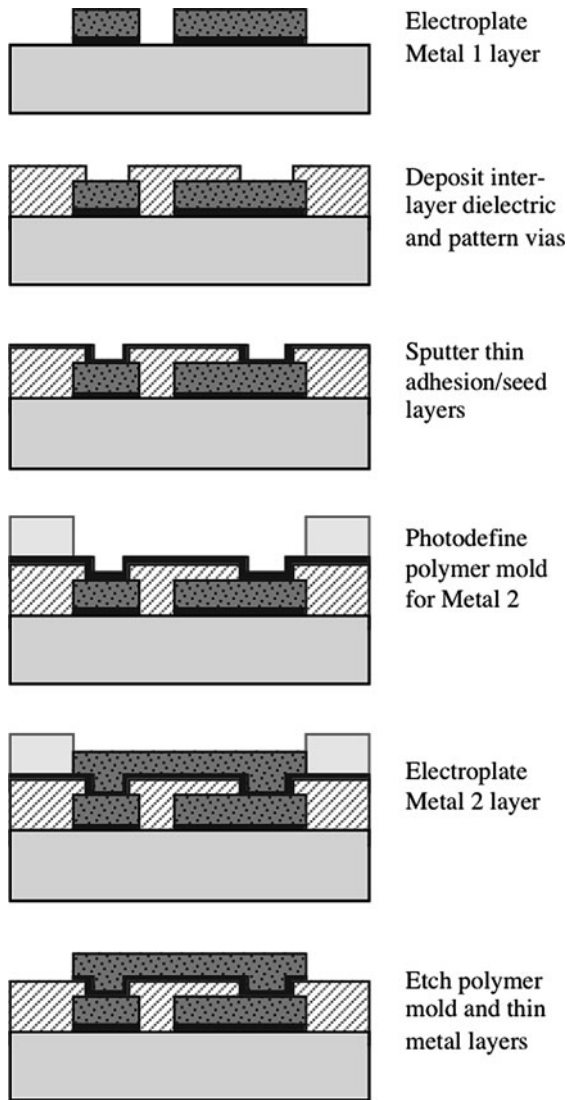 Electroplate
Metal 1 layer
Deposit inter-
layer dielectric
and pattern vias
Sputter thin
adhesion/seed
layers
Photodefine
polymer mold
for Metal 2
Electroplate
Metal 2 layer
Etch polymer
mold and thin
metal layers